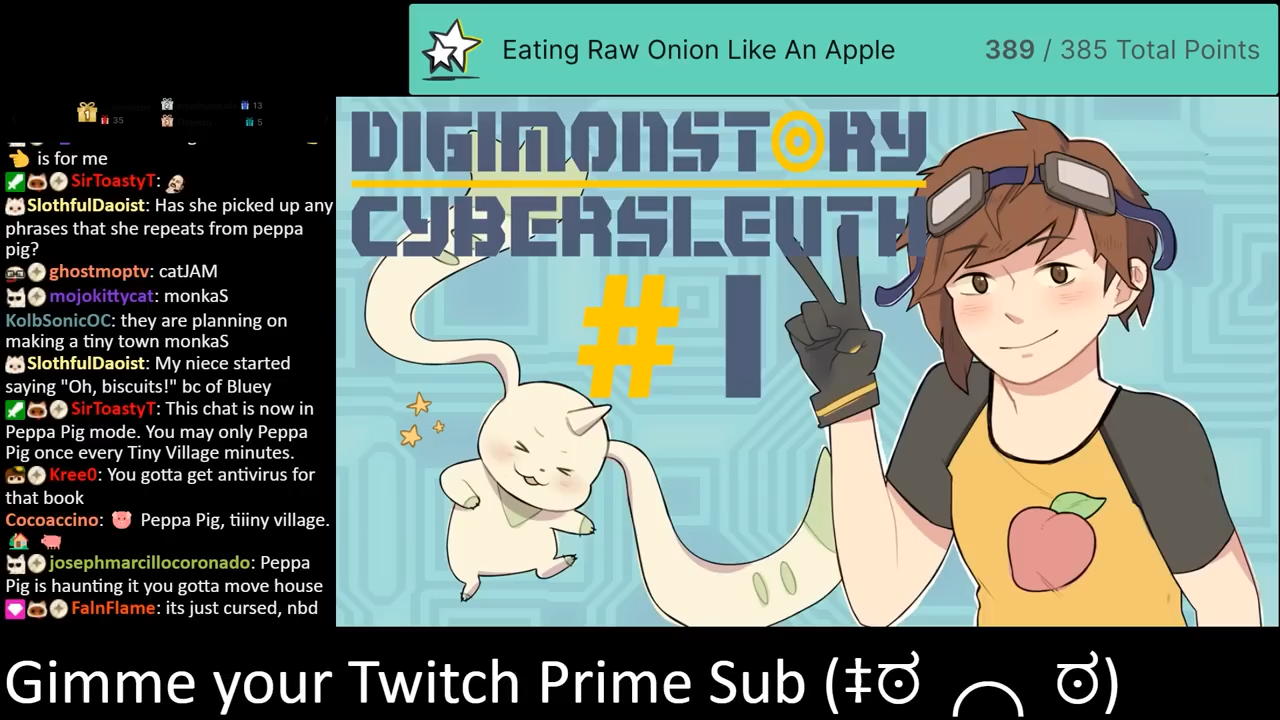 Eating Raw Onion Like An Apple 389 / 385 Total Points
1 35 13
5
is for me
SirToastyT:
SlothfulDaoist: Has she picked up any
phrases that she repeats from peppa
pig?
ghostmoptv: catJAM
mojokittycat: monkaS
KolbSonicOC: they are planning on
making a tiny town monkaS
SlothfulDaoist: My niece started
saying "Oh, biscuits!" bc of Bluey
SirToastyT: This chat is now in
Peppa Pig mode. You may only Peppa
Pig once every Tiny Village minutes.
Kree0: You gotta get antivirus for
that book
Cocoaccino: 🐷 Peppa Pig, tiiiny village.
🏠 🐖
josephmarcillocoronado: Peppa
Pig is haunting it you gotta move house
FalnFlame: its just cursed, nbd
DIGIMONSTORY
CYBERSLEUTH
#1
Gimme your Twitch Prime Sub (‡ಠ ╭╮ ಠ)